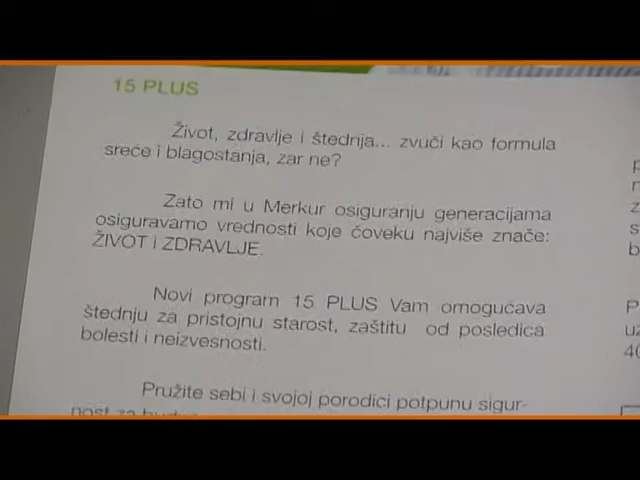 15 PLUS
Život, zdravlje i štednja... zvuči kao formula
sreće i blagostanja, zar ne?
Zato mi u Merkur osiguranju generacijama
osiguravamo vrednosti koje čoveku najviše znače:
ŽIVOT i ZDRAVLJE.
Novi program 15 PLUS Vam omogućava
štednju za pristojnu starost, zaštitu od posledica
bolesti i neizvesnosti.
Pružite sebi i svojoj porodici potpunu sigur-
nost za